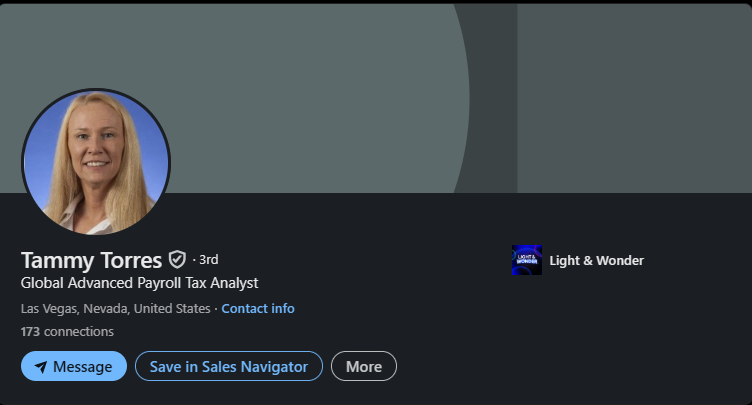 Tammy Torres · 3rd
Global Advanced Payroll Tax Analyst
LIGHT &
WONDER
Light & Wonder
Las Vegas, Nevada, United States · Contact info
173 connections
Message
Save in Sales Navigator
More